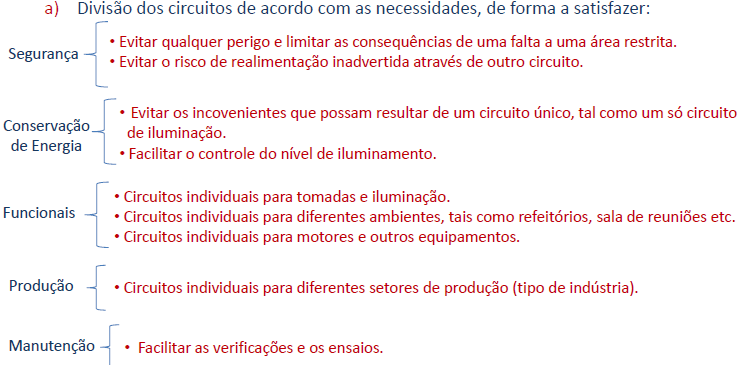 a) Divisão dos circuitos de acordo com as necessidades, de forma a satisfazer:
Segurança
• Evitar qualquer perigo e limitar as consequências de uma falta a uma área restrita.
• Evitar o risco de realimentação inadvertida através de outro circuito.
Conservação
de Energia
• Evitar os incovenientes que possam resultar de um circuito único, tal como um só circuito
de iluminação.
• Facilitar o controle do nível de iluminamento.
Funcionais
• Circuitos individuais para tomadas e iluminação.
• Circuitos individuais para diferentes ambientes, tais como refeitórios, sala de reuniões etc.
• Circuitos individuais para motores e outros equipamentos.
Produção
• Circuitos individuais para diferentes setores de produção (tipo de indústria).
Manutenção
• Facilitar as verificações e os ensaios.